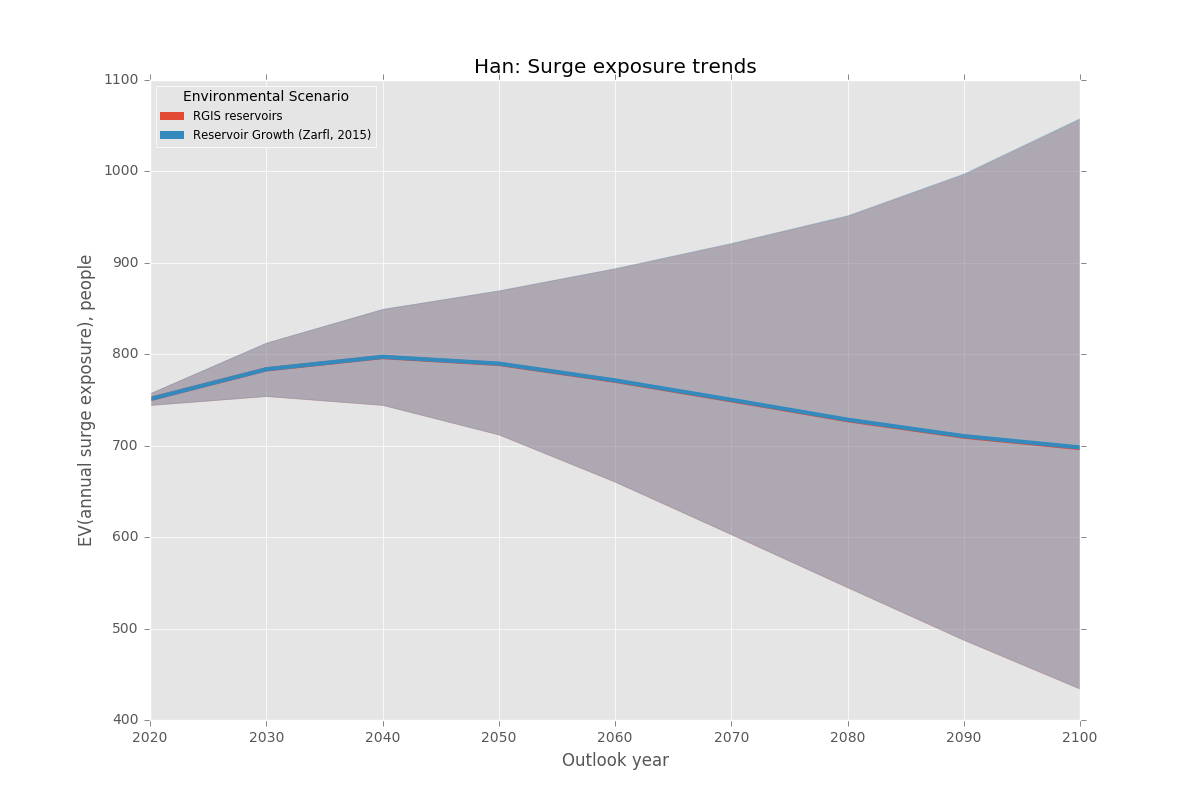 Han: Surge exposure trends
Environmental Scenario
RGIS reservoirs
Reservoir Growth (Zarfl, 2015)
EV(annual surge exposure), people
1100
1000
900
800
700
600
500
400
2020 2030 2040 2050 2060 2070 2080 2090 2100
Outlook year